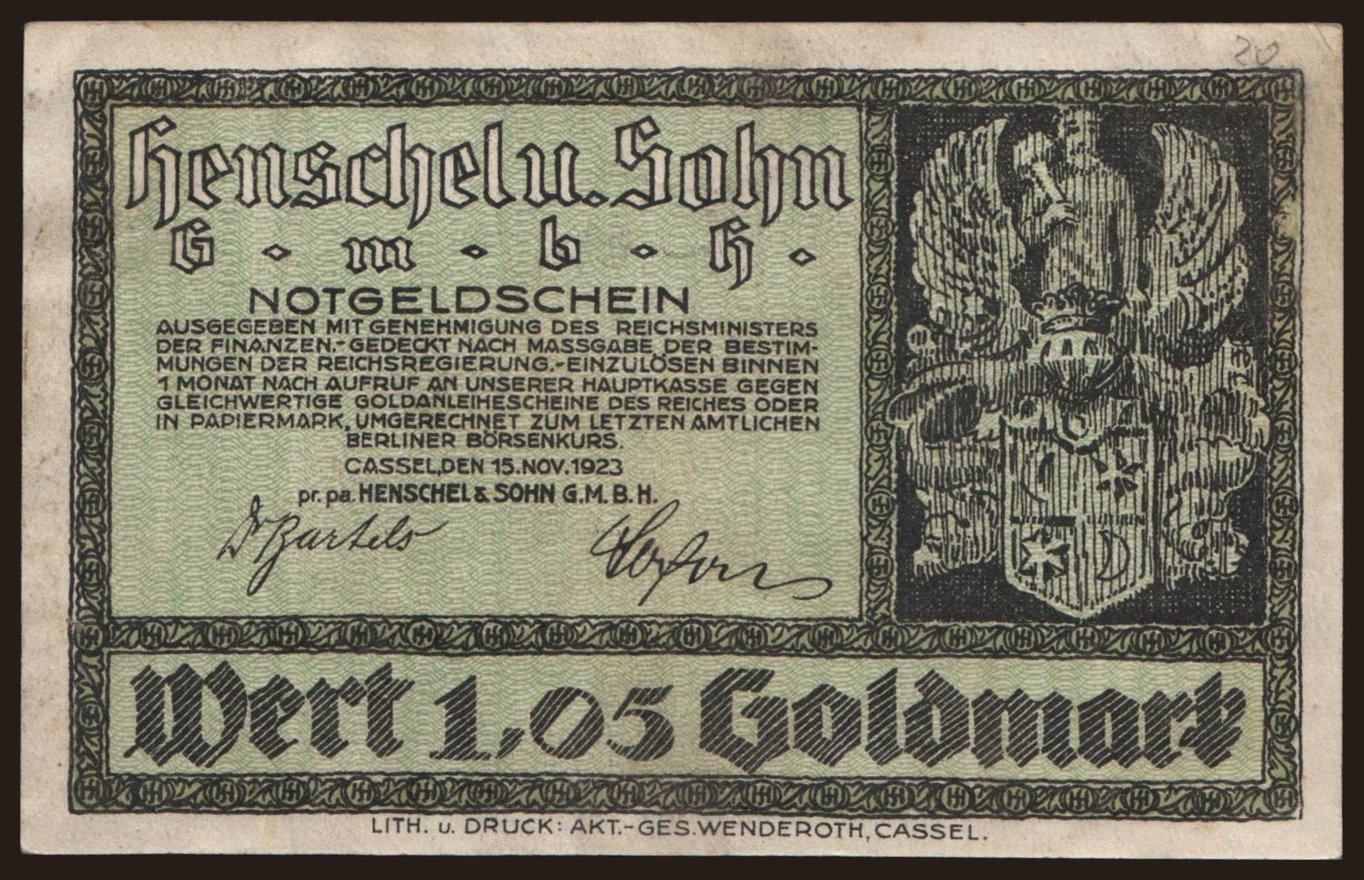 20
Henschel u. Sohn
G · m · b · H ·
NOTGELDSCHEIN
AUSGEGEBEN MIT GENEHMIGUNG DES REICHSMINISTERS
DER FINANZEN.-GEDECKT NACH MASSGABE DER BESTIM-
MUNGEN DER REICHSREGIERUNG.-EINZULÖSEN BINNEN
1 MONAT NACH AUFRUF AN UNSERER HAUPTKASSE GEGEN
GLEICHWERTIGE GOLDANLEIHESCHEINE DES REICHES ODER
IN PAPIERMARK, UMGERECHNET ZUM LETZTEN AMTLICHEN
BERLINER BÖRSENKURS.
CASSEL, DEN 15. NOV. 1923
pr. pa. HENSCHEL & SOHN G.M.B.H.
Dr Bartels
Wert 1,05 Goldmark
LITH. u. DRUCK: AKT.-GES. WENDEROTH, CASSEL.